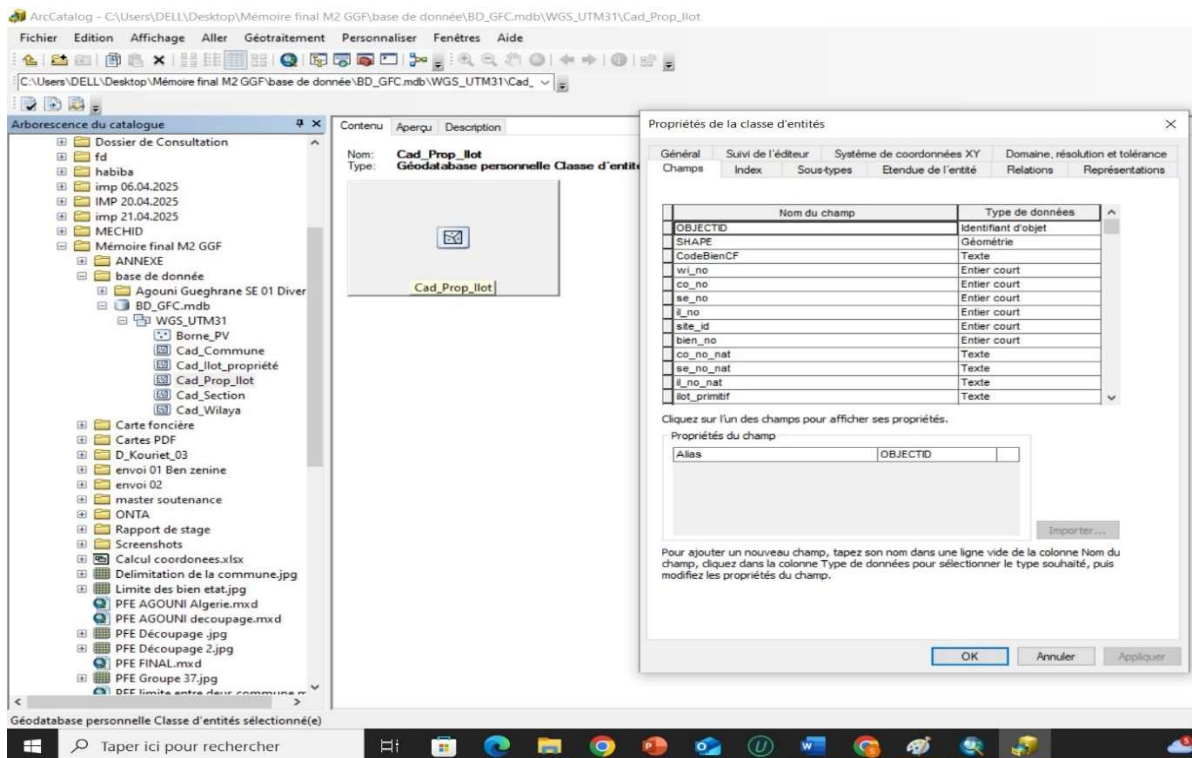 ArcCatalog - C:\Users\DELL\Desktop\Mémoire final M2 GGF\base de donnée\BD_GFC.mdb\WGS_UTM31\Cad_Prop_Ilot
Fichier Edition Affichage Aller Géotraitement Personnaliser Fenêtres Aide
C:\Users\DELL\Desktop\Mémoire final M2 GGF\base de donnée\BD_GFC.mdb\WGS_UTM31\Cad_
Arborescence du catalogue
Dossier de Consultation
fd
habiba
imp 06.04.2025
IMP 20.04.2025
imp 21.04.2025
MECHID
Mémoire final M2 GGF
ANNEXE
base de donnée
Agouni Gueghrane SE 01 Diver
BD_GFC.mdb
WGS_UTM31
Borne_PV
Cad_Commune
Cad_Ilot_propriété
Cad_Prop_Ilot
Cad_Section
Cad_Wilaya
Carte foncière
Cartes PDF
D_Kouriet_03
envoi 01 Ben zenine
envoi 02
master soutenance
ONTA
Rapport de stage
Screenshots
Calcul coordonees.xlsx
Delimitation de la commune.jpg
Limite des bien etat.jpg
PFE AGOUNI Algerie.mxd
PFE AGOUNI decoupage.mxd
PFE Découpage .jpg
PFE Découpage 2.jpg
PFE FINAL.mxd
PFE Groupe 37.jpg
PFE limite entre deux commune
Contenu Aperçu Description
Nom: Cad_Prop_Ilot
Type: Géodatabase personnelle Classe d'entité
Cad_Prop_Ilot
Propriétés de la classe d'entités
Général Suivi de l'éditeur Système de coordonnées XY Domaine, résolution et tolérance
Champs Index Sous-types Etendue de l'entité Relations Représentations
Nom du champ Type de données
OBJECTID Identifiant d'objet
SHAPE Géométrie
CodeBienCF Texte
wi_no Entier court
co_no Entier court
se_no Entier court
il_no Entier court
site_id Entier court
bien_no Entier court
co_no_nat Texte
se_no_nat Texte
il_no_nat Texte
ilot_primitif Texte
Cliquez sur l'un des champs pour afficher ses propriétés.
Propriétés du champ
Alias OBJECTID
Importer...
Pour ajouter un nouveau champ, tapez son nom dans une ligne vide de la colonne Nom du
champ, cliquez dans la colonne Type de données pour sélectionner le type souhaité, puis
modifiez les propriétés du champ.
OK Annuler Appliquer
Géodatabase personnelle Classe d'entités sélectionné(e)
Taper ici pour rechercher